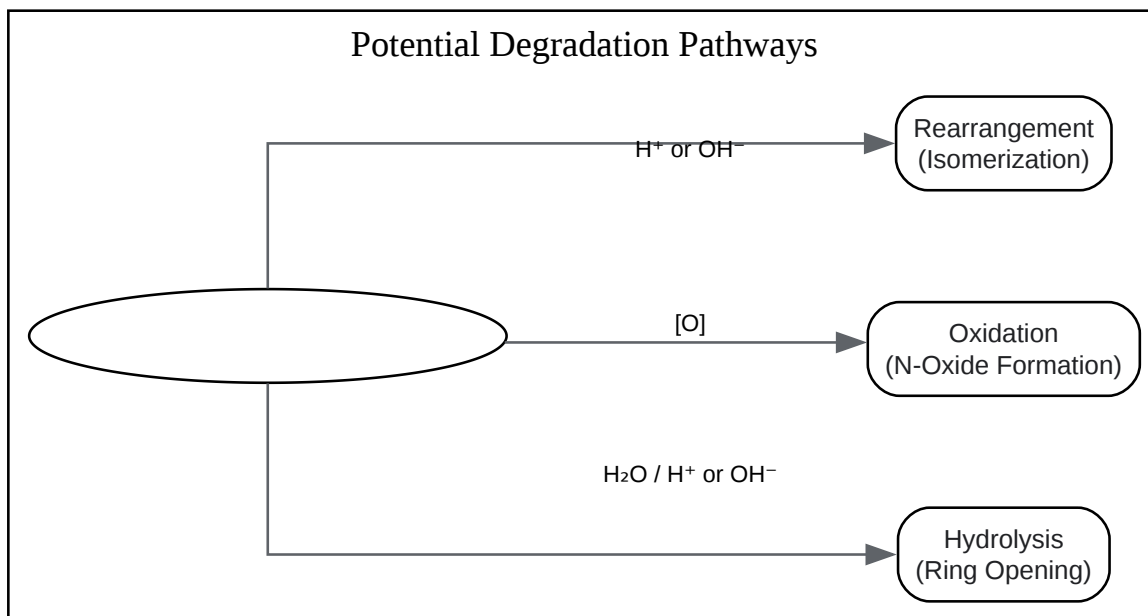 Potential Degradation Pathways
H⁺ or OH⁻
Rearrangement
(Isomerization)
[O]
Oxidation
(N-Oxide Formation)
H₂O / H⁺ or OH⁻
Hydrolysis
(Ring Opening)